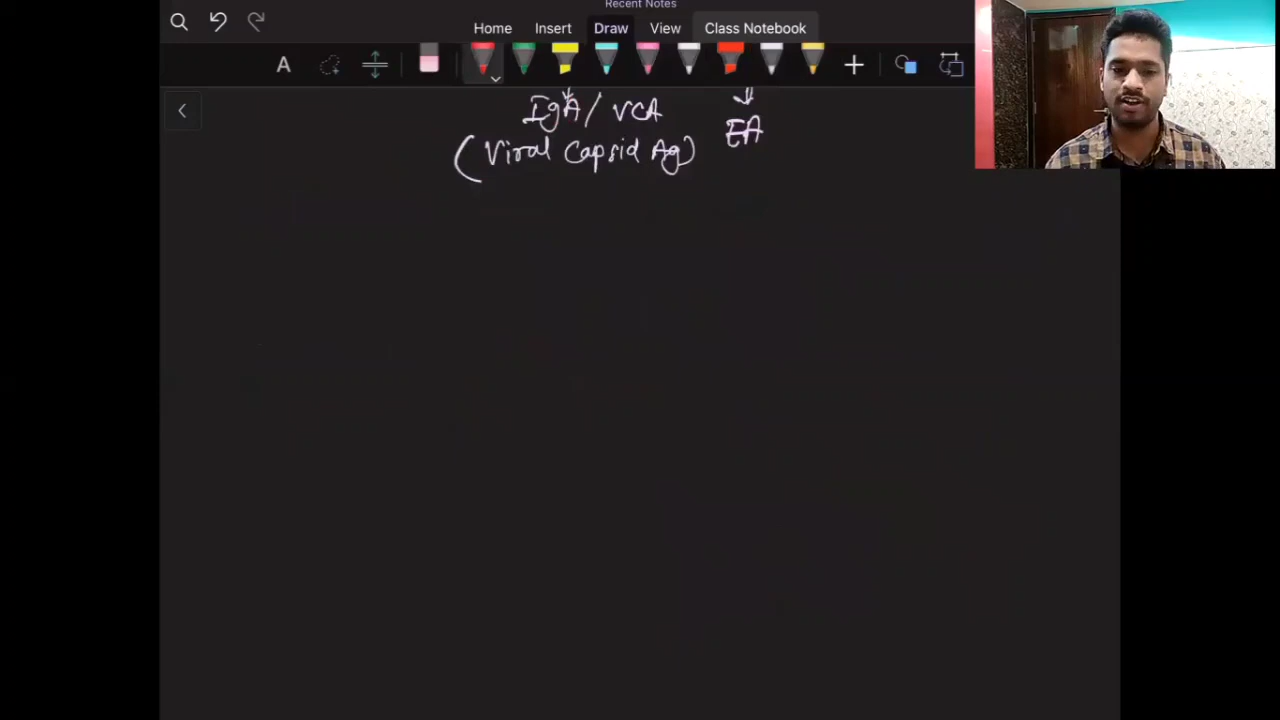 Recent Notes
Home Insert Draw View Class Notebook
A
IgA / VCA EA
(Viral Capsid Ag)